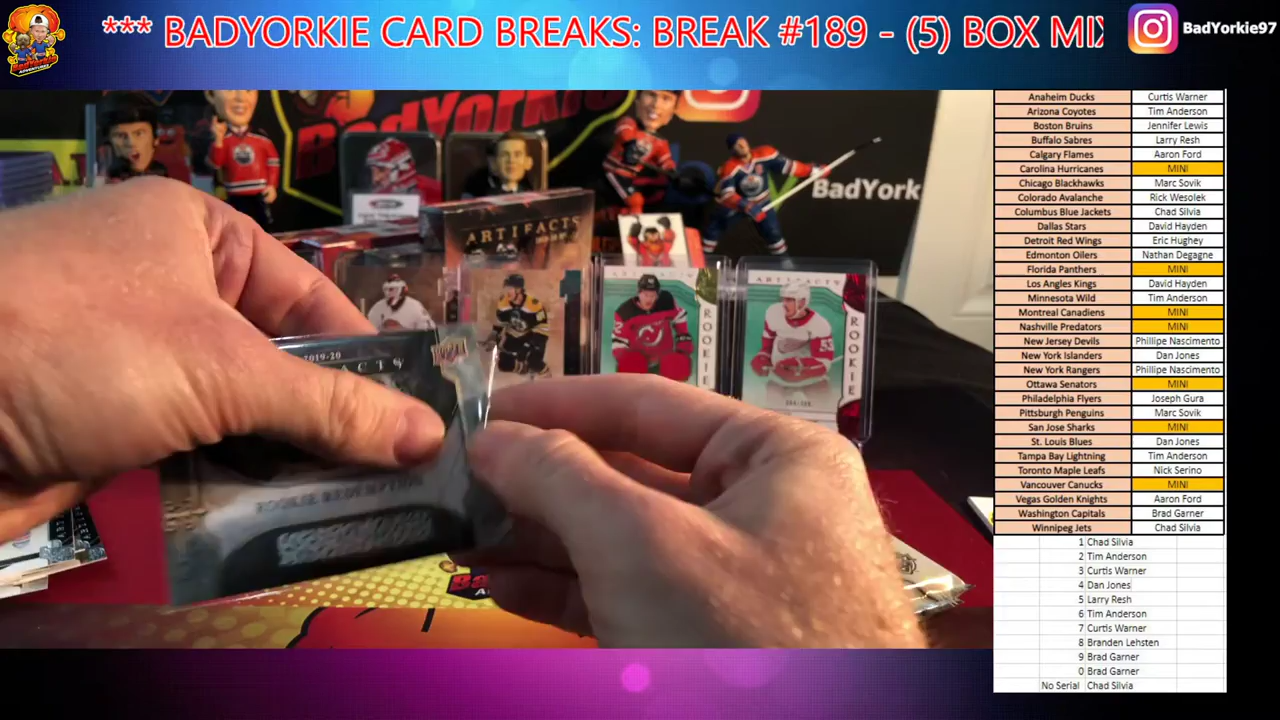 *** BADYORKIE CARD BREAKS: BREAK #189 - (5) BOX MIX
BadYorkie97
BadYork
ARTIFACTS
ARTIFACTS
ROOKIE
ARTIFACTS
ROOKIE
2019-20
ROOKIE REDEMPTION
Anaheim Ducks Curtis Warner
Arizona Coyotes Tim Anderson
Boston Bruins Jennifer Lewis
Buffalo Sabres Larry Resh
Calgary Flames Aaron Ford
Carolina Hurricanes MINI
Chicago Blackhawks Marc Sovik
Colorado Avalanche Rick Wesolek
Columbus Blue Jackets Chad Silvia
Dallas Stars David Hayden
Detroit Red Wings Eric Hughey
Edmonton Oilers Nathan Degagne
Florida Panthers MINI
Los Angles Kings David Hayden
Minnesota Wild Tim Anderson
Montreal Canadiens MINI
Nashville Predators MINI
New Jersey Devils Phillipe Nascimento
New York Islanders Dan Jones
New York Rangers Phillipe Nascimento
Ottawa Senators MINI
Philadelphia Flyers Joseph Gura
Pittsburgh Penguins Marc Sovik
San Jose Sharks MINI
St. Louis Blues Dan Jones
Tampa Bay Lightning Tim Anderson
Toronto Maple Leafs Nick Serino
Vancouver Canucks MINI
Vegas Golden Knights Aaron Ford
Washington Capitals Brad Garner
Winnipeg Jets Chad Silvia
1 Chad Silvia
2 Tim Anderson
3 Curtis Warner
4 Dan Jones
5 Larry Resh
6 Tim Anderson
7 Curtis Warner
8 Branden Lehsten
9 Brad Garner
0 Brad Garner
No Serial Chad Silvia